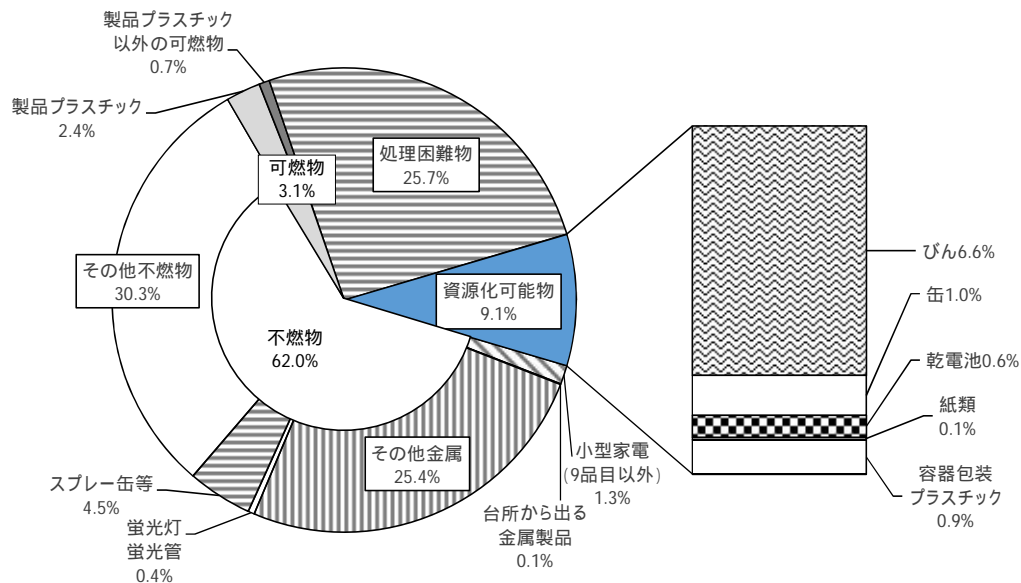 製品プラスチック
以外の可燃物
0.7%
製品プラスチック
2.4%
可燃物
3.1%
処理困難物
25.7%
その他不燃物
30.3%
資源化可能物
9.1%
不燃物
62.0%
その他金属
25.4%
小型家電
(9品目以外)
1.3%
台所から出る
金属製品
0.1%
スプレー缶等
4.5%
蛍光灯
蛍光管
0.4%
びん6.6%
缶1.0%
乾電池0.6%
紙類
0.1%
容器包装
プラスチック
0.9%